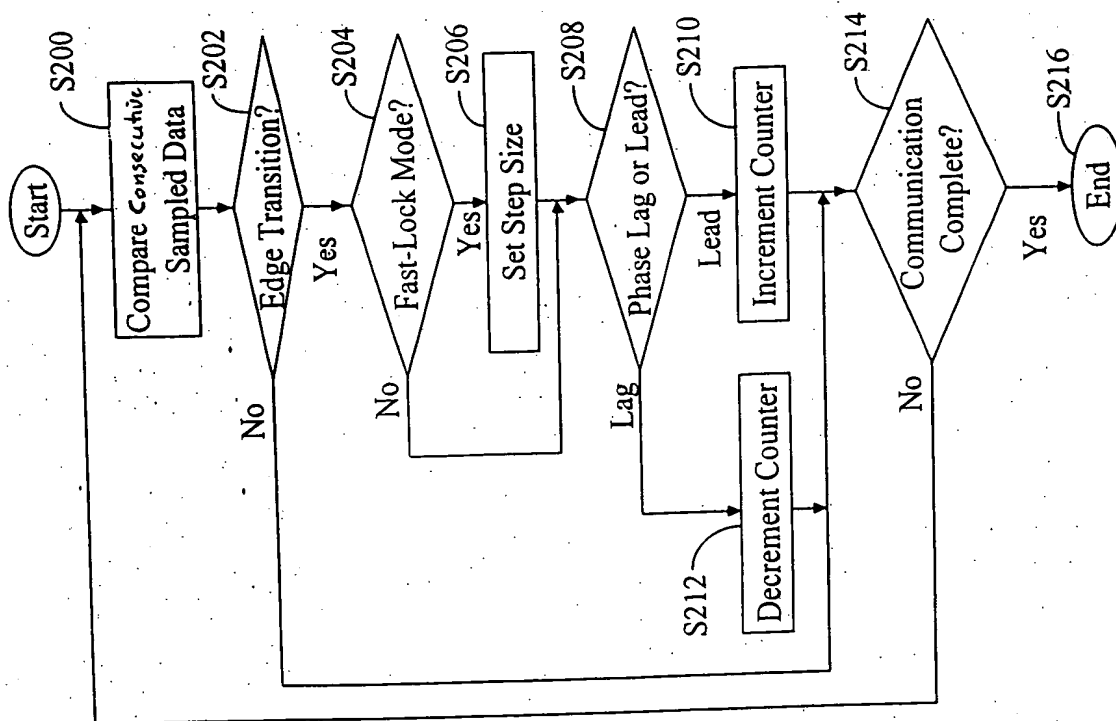 Start
S200
Compare Consecutive
Sampled Data
S202
Edge Transition?
No
Yes
S204
Fast-Lock Mode?
No
Yes
S206
Set Step Size
S208
Phase Lag or Lead?
Lag
Lead
S210
Increment Counter
S212
Decrement Counter
S214
Communication
Complete?
No
Yes
S216
End